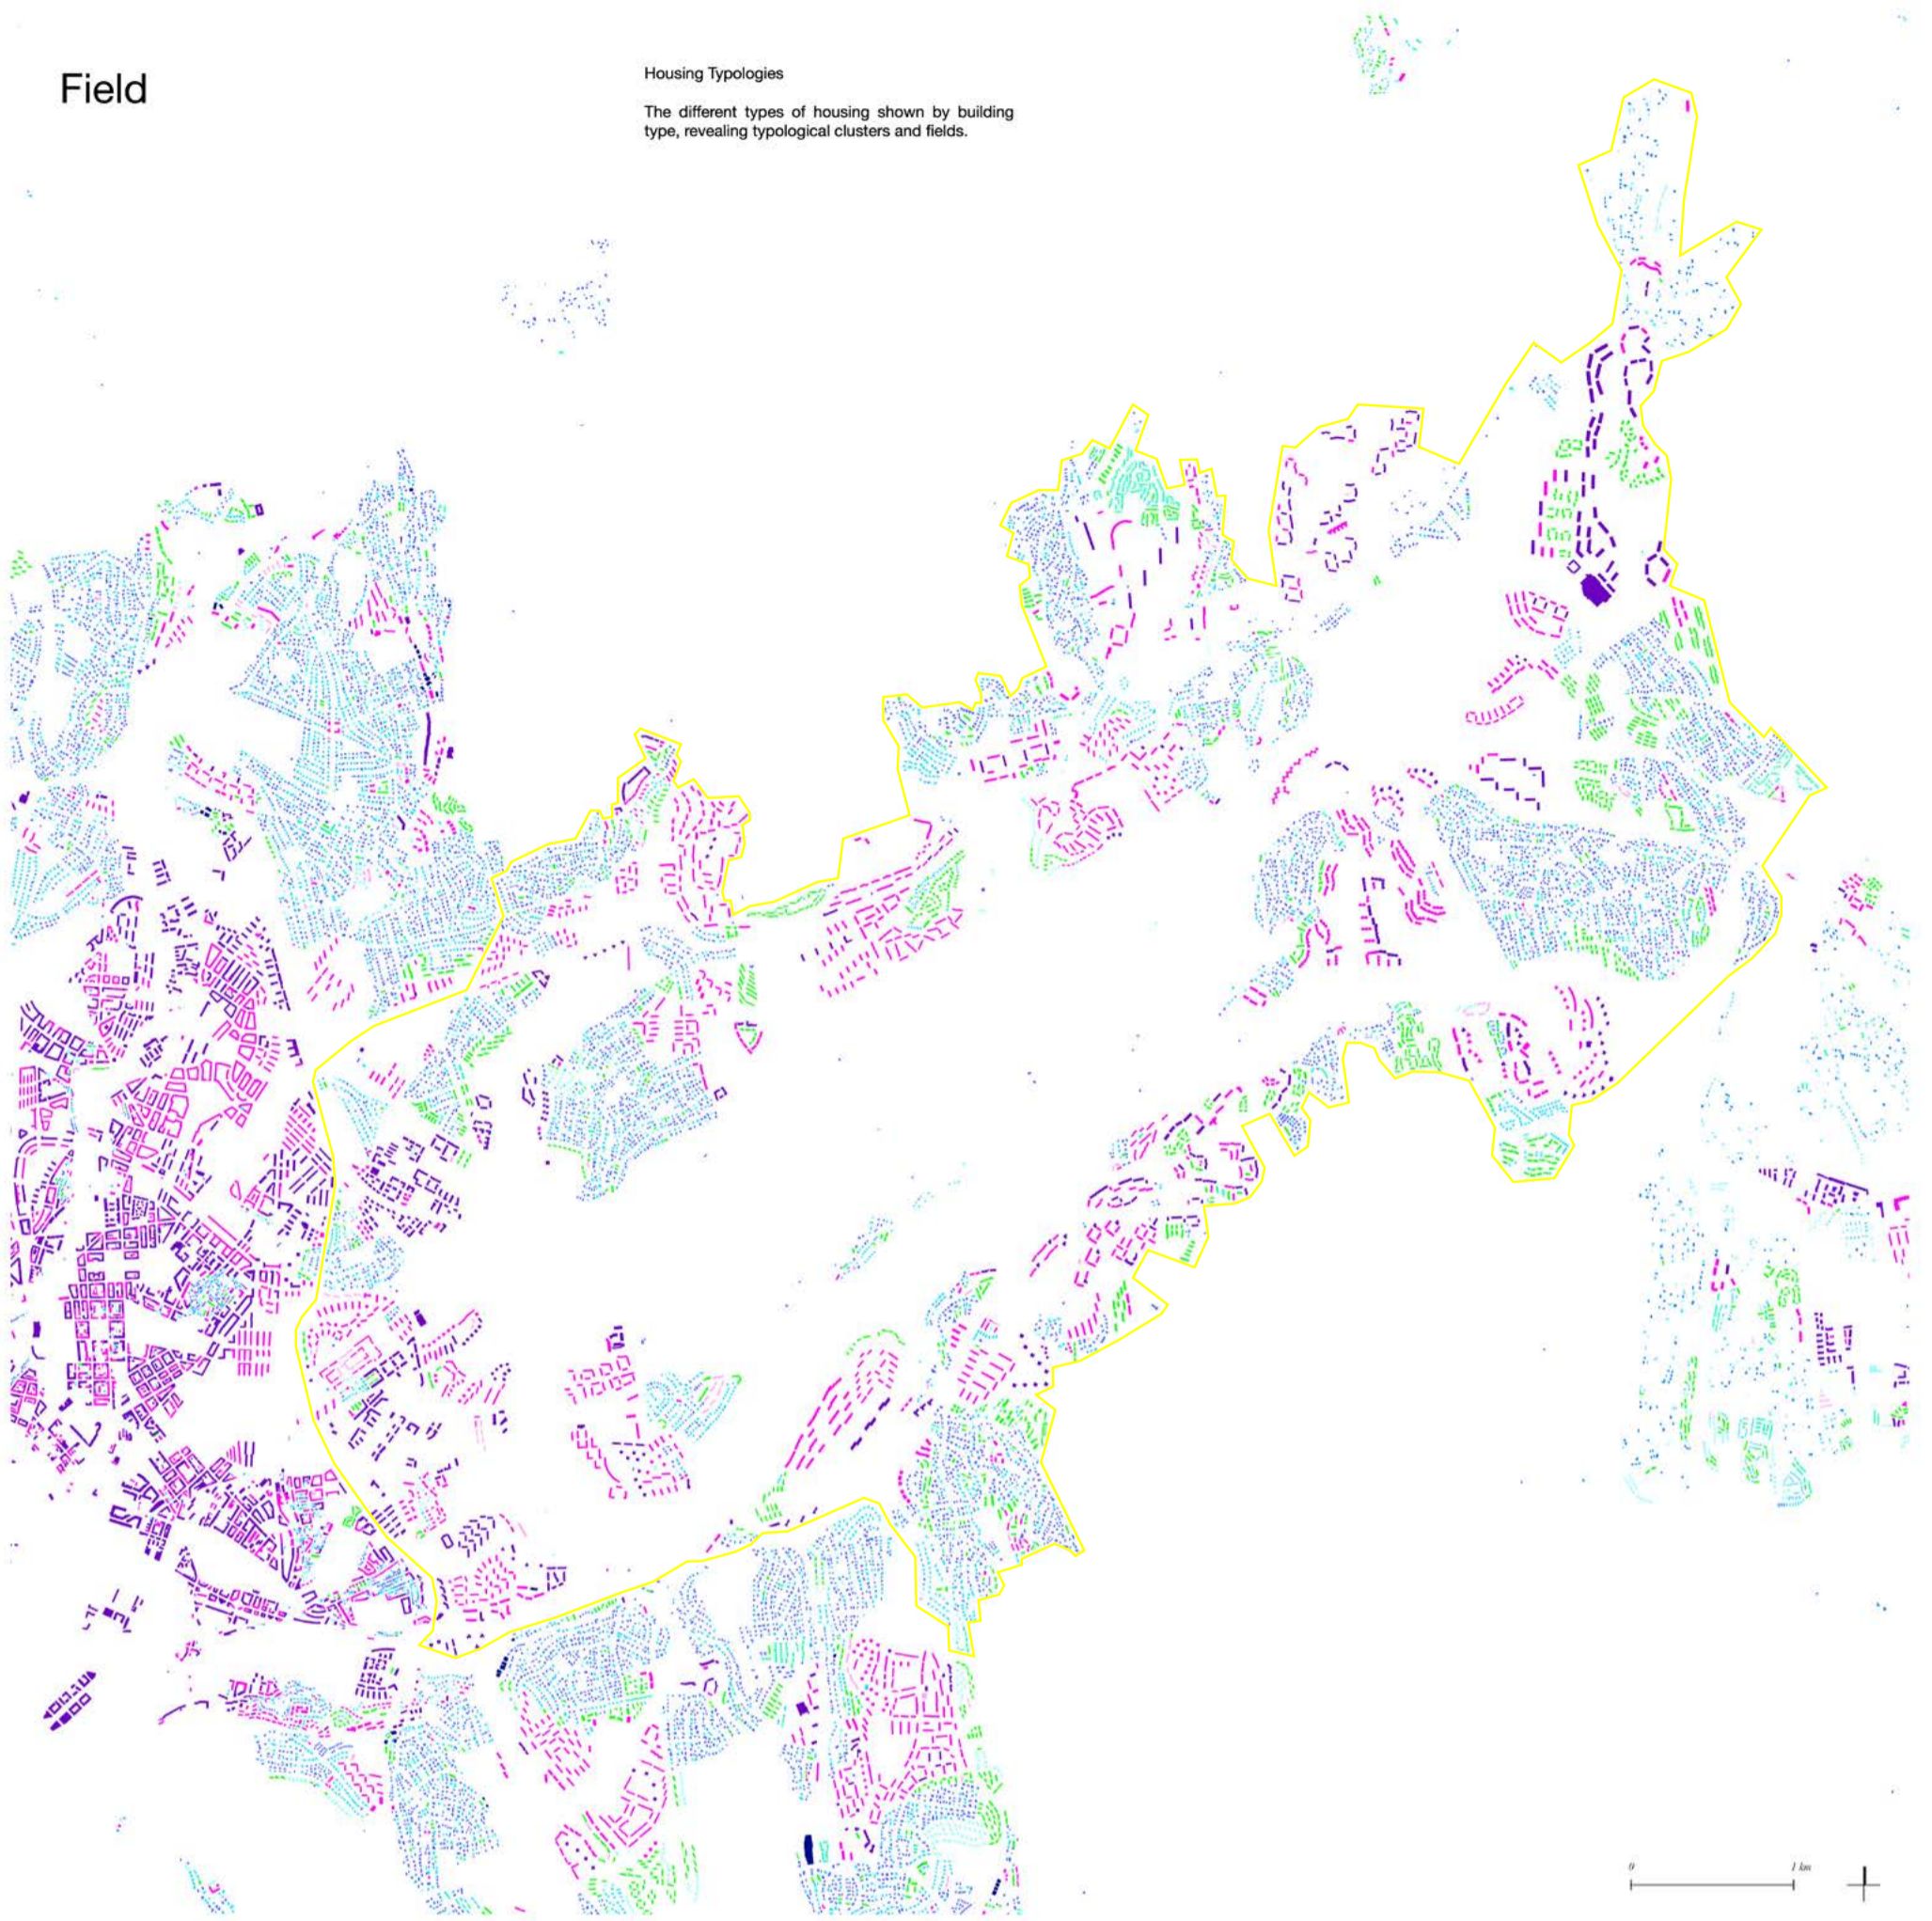 Field
Housing Typologies
The different types of housing shown by building
type, revealing typological clusters and fields.
0 1 km